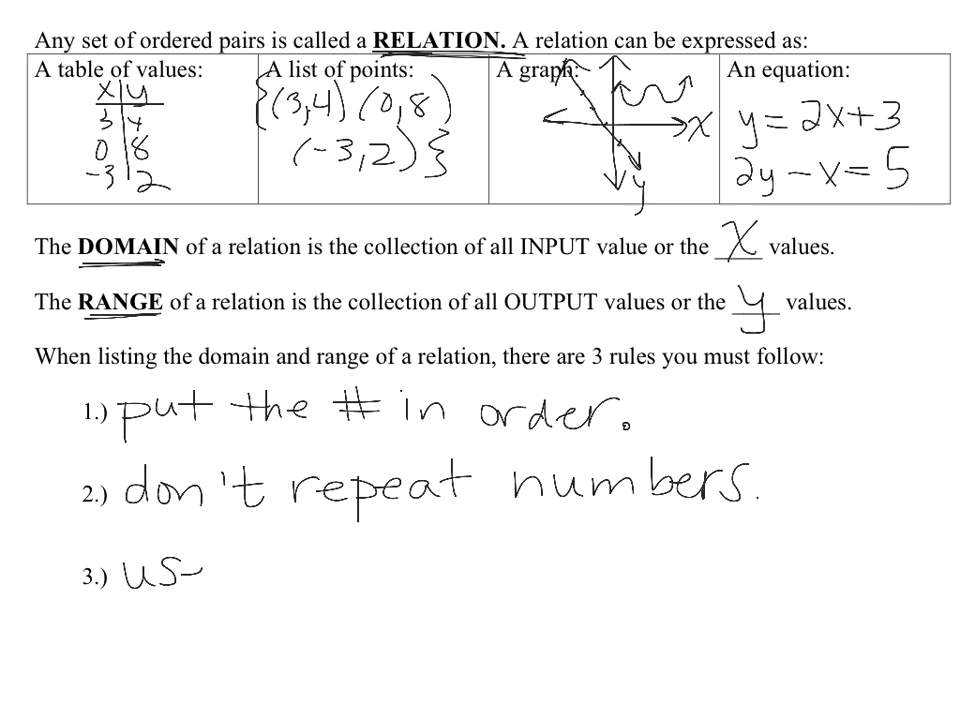 Any set of ordered pairs is called a RELATION. A relation can be expressed as:
A table of values: A list of points: A graph: An equation:
x y
3 4
0 8
-3 2
{(3,4) (0,8)
(-3,2)}
x
y
y = 2x+3
2y - x = 5
The DOMAIN of a relation is the collection of all INPUT value or the x values.
The RANGE of a relation is the collection of all OUTPUT values or the y values.
When listing the domain and range of a relation, there are 3 rules you must follow:
1.) put the # in order.
2.) don't repeat numbers.
3.) us